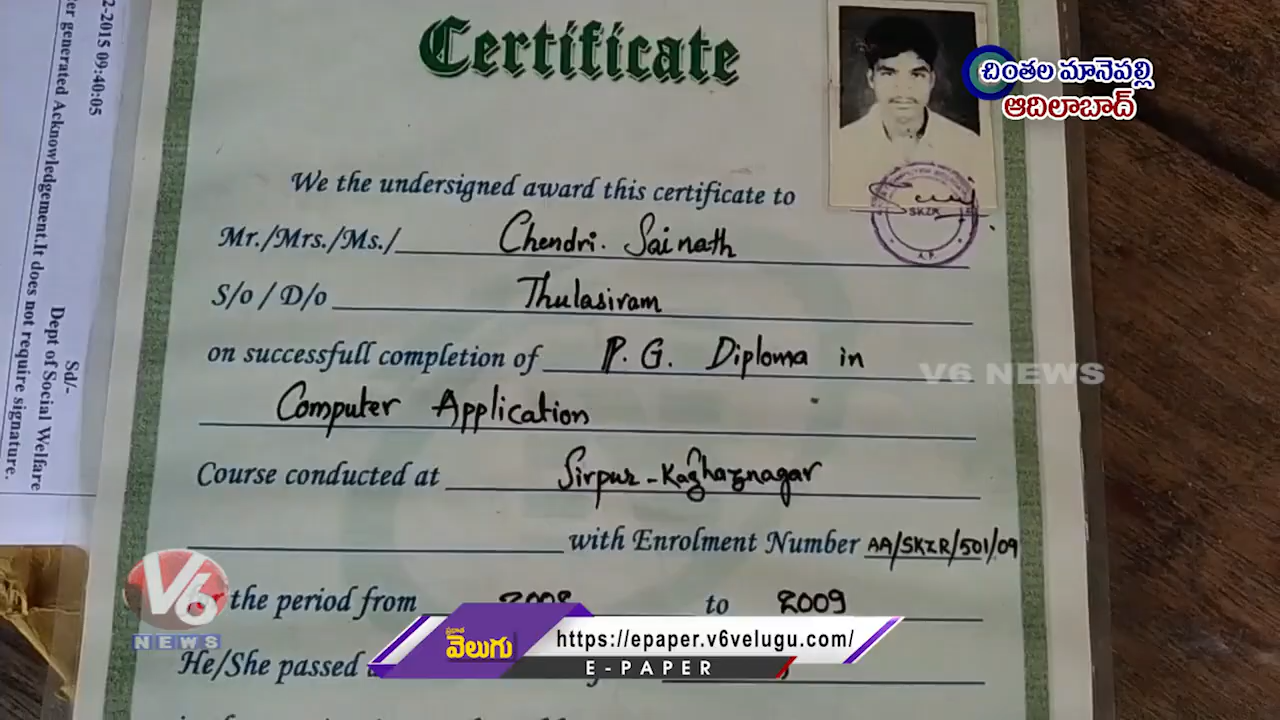 Certificate
చింతల మానెపల్లి
ఆదిలాబాద్
2-2015 09:40:05
er generated Acknowledgement.It does not require signature.
Sd/-
Dept of Social Welfare
We the undersigned award this certificate to
Mr./Mrs./Ms./ Chendri. Sainath
SKZR
A.P.
S/o / D/o Thulasiram
on successfull completion of P. G. Diploma in
V6 NEWS
Computer Application
Course conducted at Sirpur-Kaghaznagar
with Enrolment Number AA/SKZR/501/09
the period from 2008 to 2009
V6
NEWS
He/She passed
వెలుగు
https://epaper.v6velugu.com/
E-PAPER